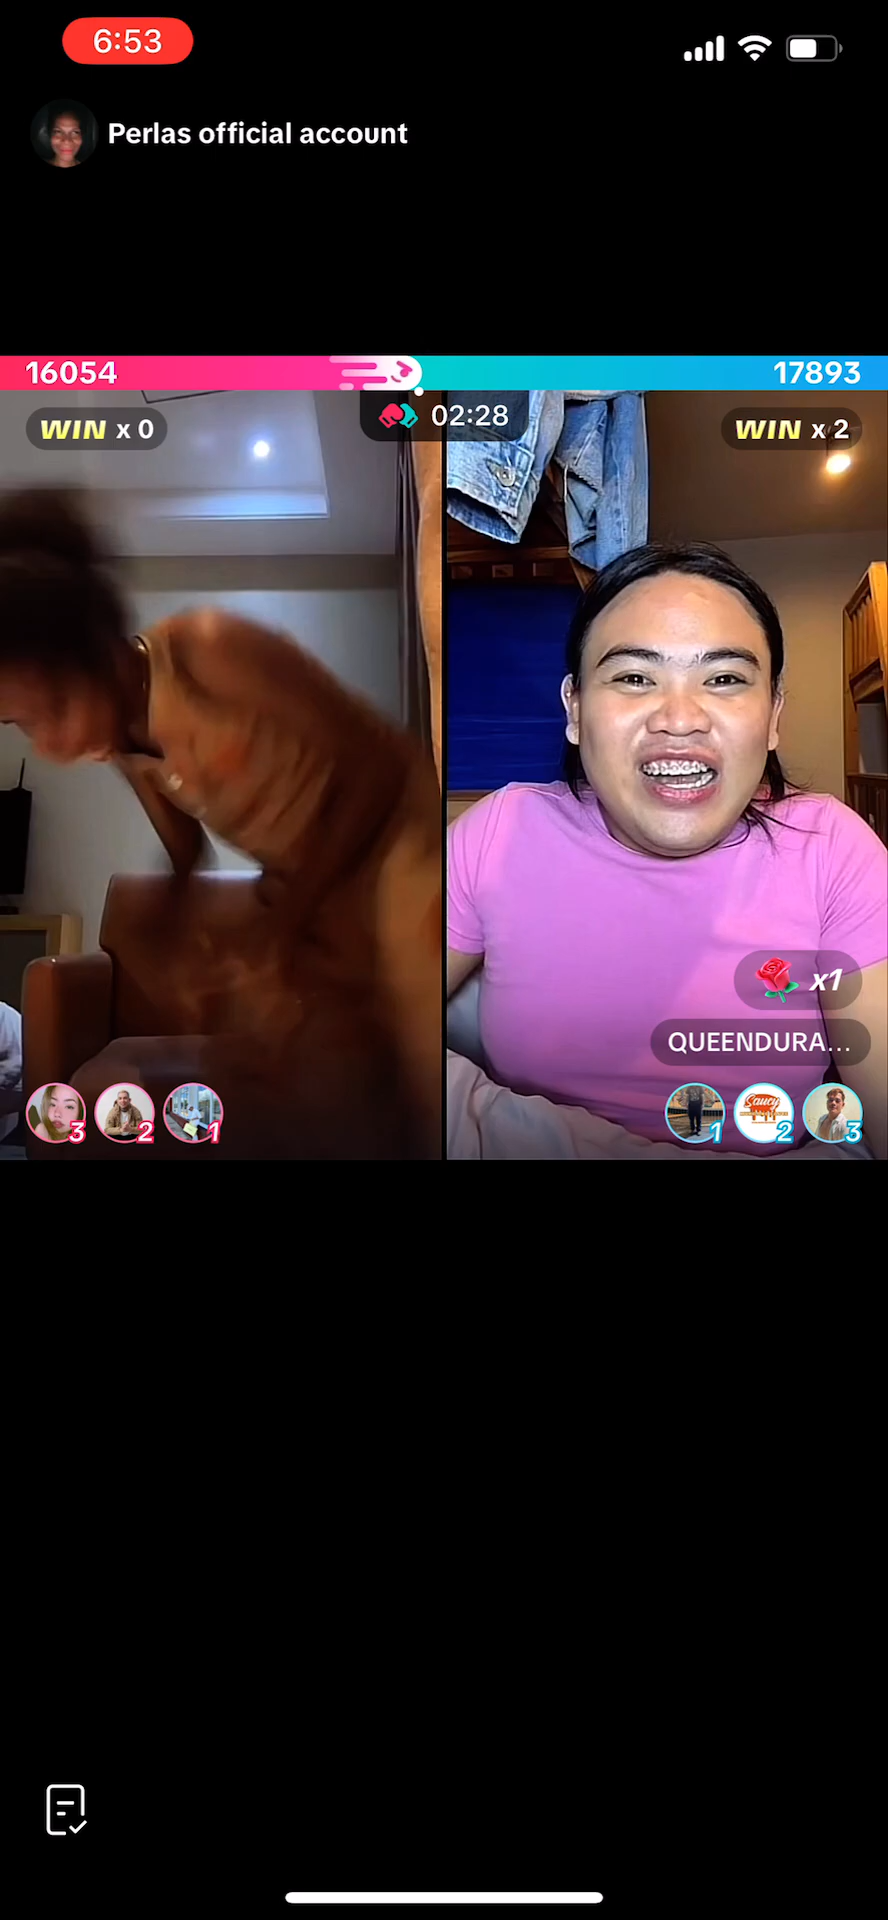 6:53
Perlas official account
16054
17893
WIN x 0
02:28
WIN x 2
x1
QUEENDURA...
3
2
1
1
Saucy
2
3